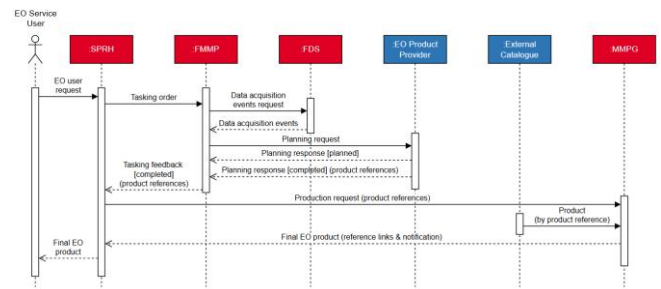 EO Service
User
:SPRH
:FMMP
:FDS
:EO Product
Provider
:External
Catalogue
:MMPG
EO user
request
Tasking order
Data acquisition
events request
Data acquisition events
Planning request
Planning response [planned]
Planning response [completed] (product references)
Tasking feedback
[completed]
(product references)
Production request (product references)
Product
(by product reference)
Final EO product (reference links & notification)
Final EO
product